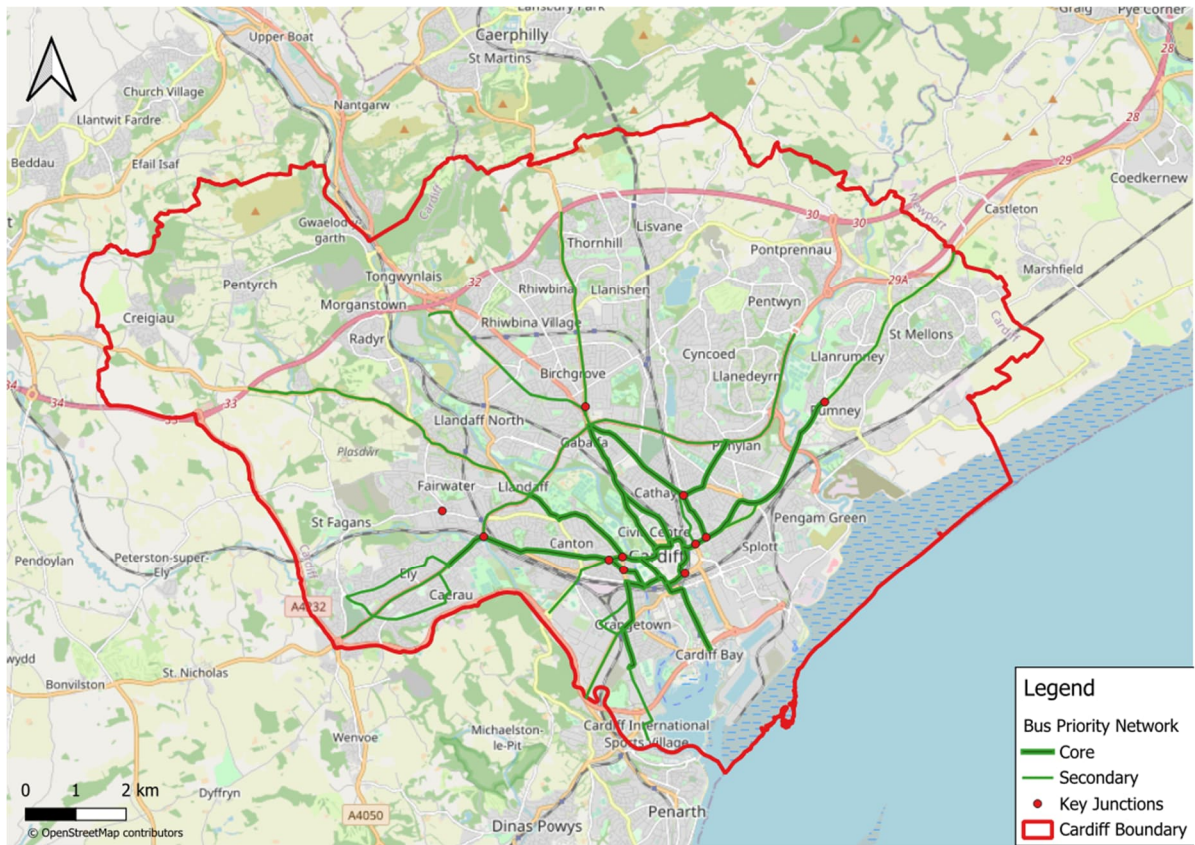 Lansbury Park
Graig
Pye Corner
Upper Boat
Caerphilly
St Martins
28
Church Village
Nantgarw
Llantwit Fardre
28
Beddau
Efail Isaf
29
Coedkernew
Cardiff
Newport
Castleton
Gwaelod-y-
garth
30
30
Lisvane
Thornhill
Pontprennau
Marshfield
Tongwynlais
32
29A
Pentyrch
Rhiwbina
Llanishen
Morganstown
Pentwyn
Creigiau
Rhiwbina Village
Cardiff
St Mellons
Radyr
Cyncoed
Llanrumney
Birchgrove
Llanedeyrn
34
34
33
33
Rumney
Llandaff North
Gabalfa
Penylan
Plasdŵr
Fairwater
Llandaff
Cathays
St Fagans
Pengam Green
Civic Centre
Canton
Splott
Cardiff
Pendoylan
Peterston-super-
Ely
Cardiff
Ely
Caerau
A4232
Grangetown
Cardiff Bay
St. Nicholas
Bonvilston
Michaelston-
le-Pit
Cardiff International
Sports Village
Wenvoe
Dyffryn
A4050
Penarth
Dinas Powys
0 1 2 km
© OpenStreetMap contributors
Legend
Bus Priority Network
Core
Secondary
Key Junctions
Cardiff Boundary